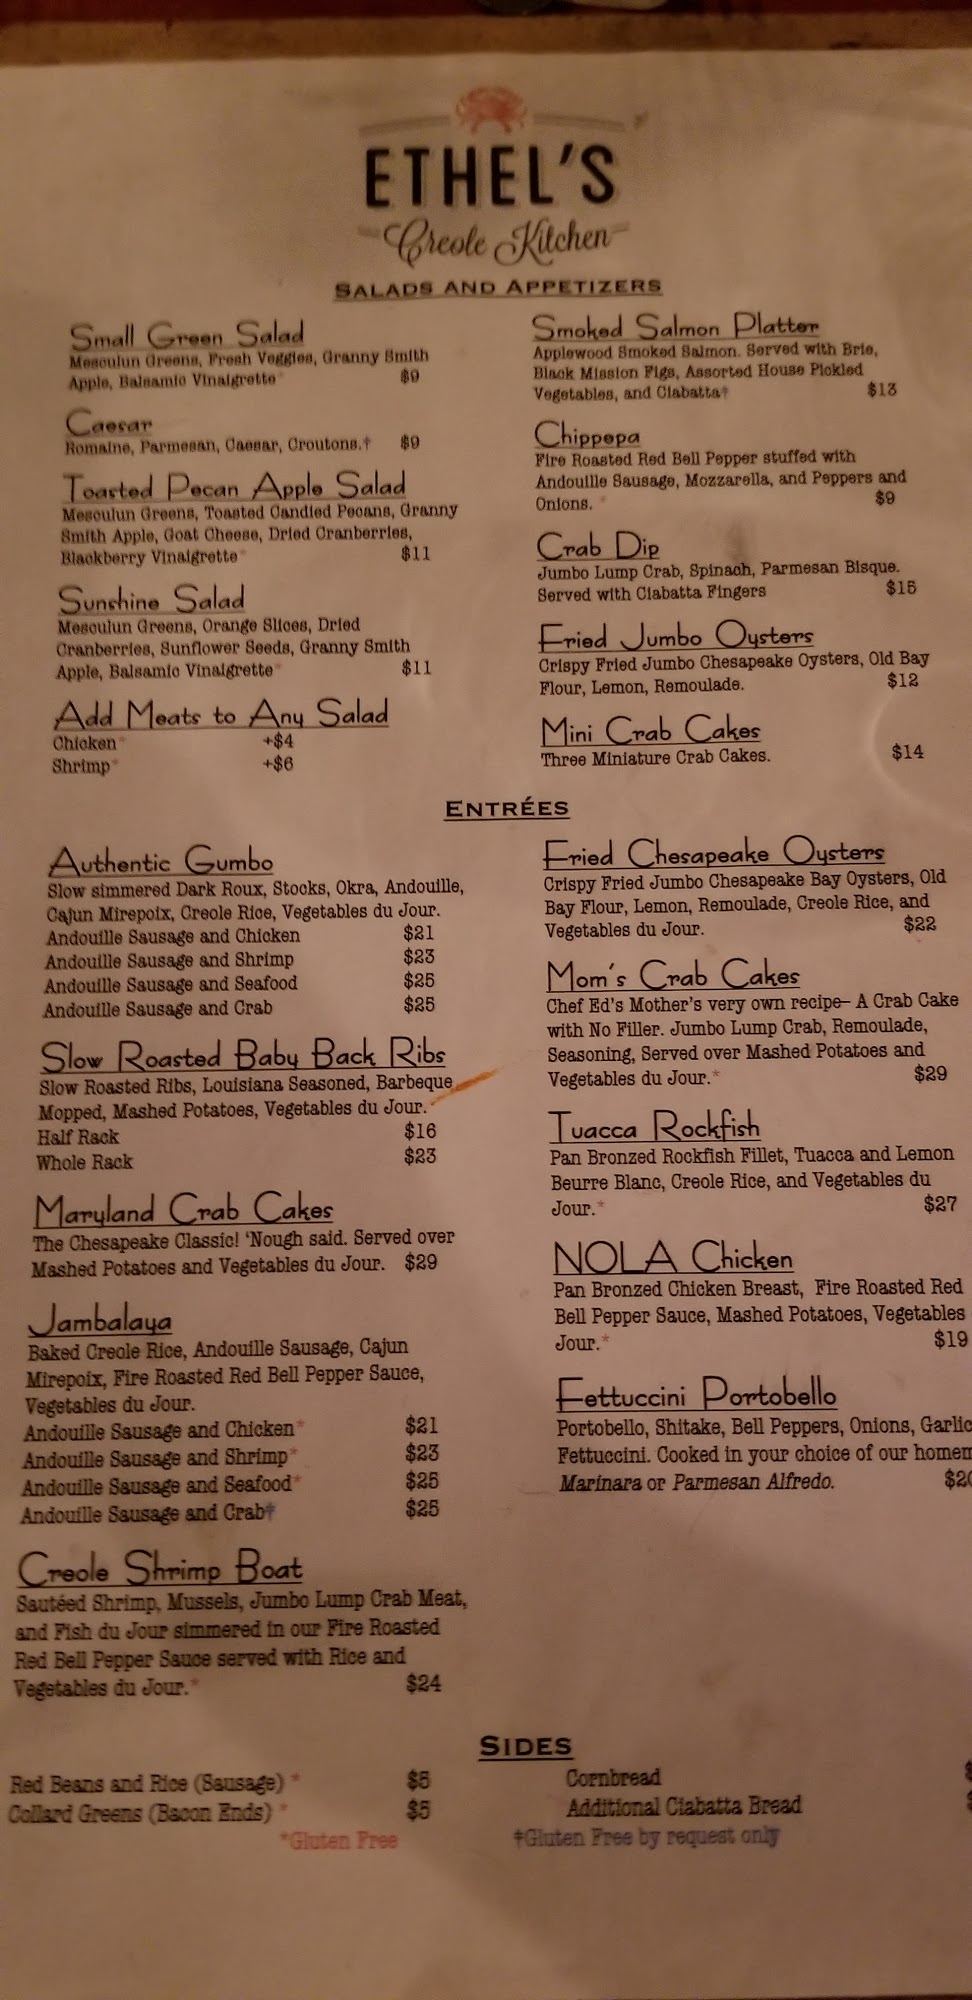 ETHEL'S
Creole Kitchen
SALADS AND APPETIZERS
Small Green Salad
Mesculun Greens, Fresh Veggies, Granny Smith
Apple, Balsamic Vinaigrette* $9
Caesar
Romaine, Parmesan, Caesar, Croutons.† $9
Toasted Pecan Apple Salad
Mesculun Greens, Toasted Candied Pecans, Granny
Smith Apple, Goat Cheese, Dried Cranberries,
Blackberry Vinaigrette* $11
Sunshine Salad
Mesculun Greens, Orange Slices, Dried
Cranberries, Sunflower Seeds, Granny Smith
Apple, Balsamic Vinaigrette* $11
Add Meats to Any Salad
Chicken* +$4
Shrimp* +$6
Smoked Salmon Platter
Applewood Smoked Salmon. Served with Brie,
Black Mission Figs, Assorted House Pickled
Vegetables, and Ciabatta† $13
Chippepa
Fire Roasted Red Bell Pepper stuffed with
Andouille Sausage, Mozzarella, and Peppers and
Onions. * $9
Crab Dip
Jumbo Lump Crab, Spinach, Parmesan Bisque.
Served with Ciabatta Fingers $15
Fried Jumbo Oysters
Crispy Fried Jumbo Chesapeake Oysters, Old Bay
Flour, Lemon, Remoulade. $12
Mini Crab Cakes
Three Miniature Crab Cakes. $14
ENTRÉES
Authentic Gumbo
Slow simmered Dark Roux, Stocks, Okra, Andouille,
Cajun Mirepoix, Creole Rice, Vegetables du Jour.
Andouille Sausage and Chicken $21
Andouille Sausage and Shrimp $23
Andouille Sausage and Seafood $25
Andouille Sausage and Crab $25
Slow Roasted Baby Back Ribs
Slow Roasted Ribs, Louisiana Seasoned, Barbeque
Mopped, Mashed Potatoes, Vegetables du Jour.*
Half Rack $16
Whole Rack $23
Maryland Crab Cakes
The Chesapeake Classic! 'Nough said. Served over
Mashed Potatoes and Vegetables du Jour. $29
Jambalaya
Baked Creole Rice, Andouille Sausage, Cajun
Mirepoix, Fire Roasted Red Bell Pepper Sauce,
Vegetables du Jour.
Andouille Sausage and Chicken* $21
Andouille Sausage and Shrimp* $23
Andouille Sausage and Seafood* $25
Andouille Sausage and Crab† $25
Creole Shrimp Boat
Sautéed Shrimp, Mussels, Jumbo Lump Crab Meat,
and Fish du Jour simmered in our Fire Roasted
Red Bell Pepper Sauce served with Rice and
Vegetables du Jour.* $24
Fried Chesapeake Oysters
Crispy Fried Jumbo Chesapeake Bay Oysters, Old
Bay Flour, Lemon, Remoulade, Creole Rice, and
Vegetables du Jour. $22
Mom's Crab Cakes
Chef Ed's Mother's very own recipe– A Crab Cake
with No Filler. Jumbo Lump Crab, Remoulade,
Seasoning, Served over Mashed Potatoes and
Vegetables du Jour.* $29
Tuacca Rockfish
Pan Bronzed Rockfish Fillet, Tuacca and Lemon
Beurre Blanc, Creole Rice, and Vegetables du
Jour.* $27
NOLA Chicken
Pan Bronzed Chicken Breast, Fire Roasted Red
Bell Pepper Sauce, Mashed Potatoes, Vegetables
Jour.* $19
Fettuccini Portobello
Portobello, Shitake, Bell Peppers, Onions, Garlic
Fettuccini. Cooked in your choice of our homem
Marinara or Parmesan Alfredo. $20
SIDES
Red Beans and Rice (Sausage) * $5
Collard Greens (Bacon Ends) * $5
*Gluten Free
Cornbread
Additional Ciabatta Bread
†Gluten Free by request only